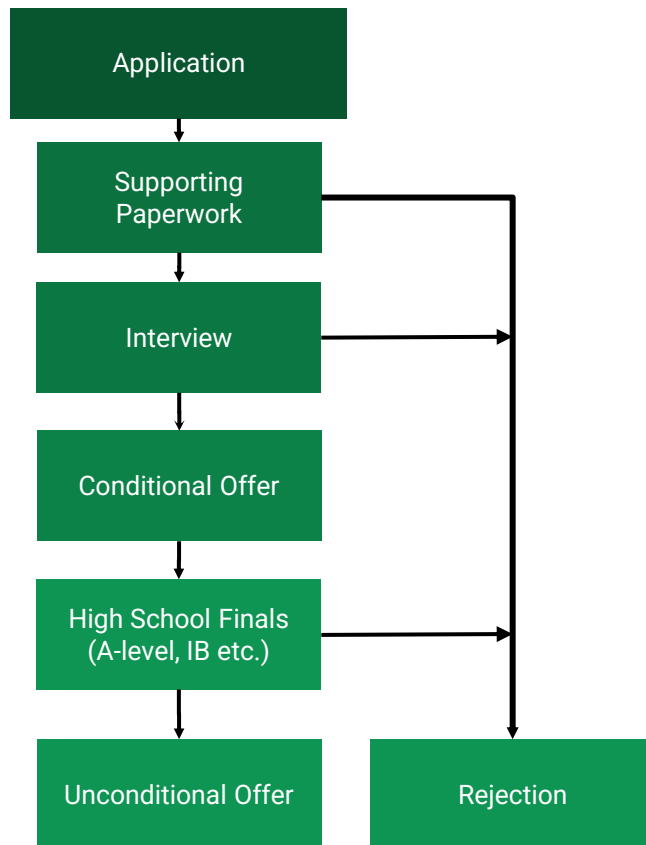 Application
Supporting
Paperwork
Interview
Conditional Offer
High School Finals
(A-level, IB etc.)
Unconditional Offer
Rejection